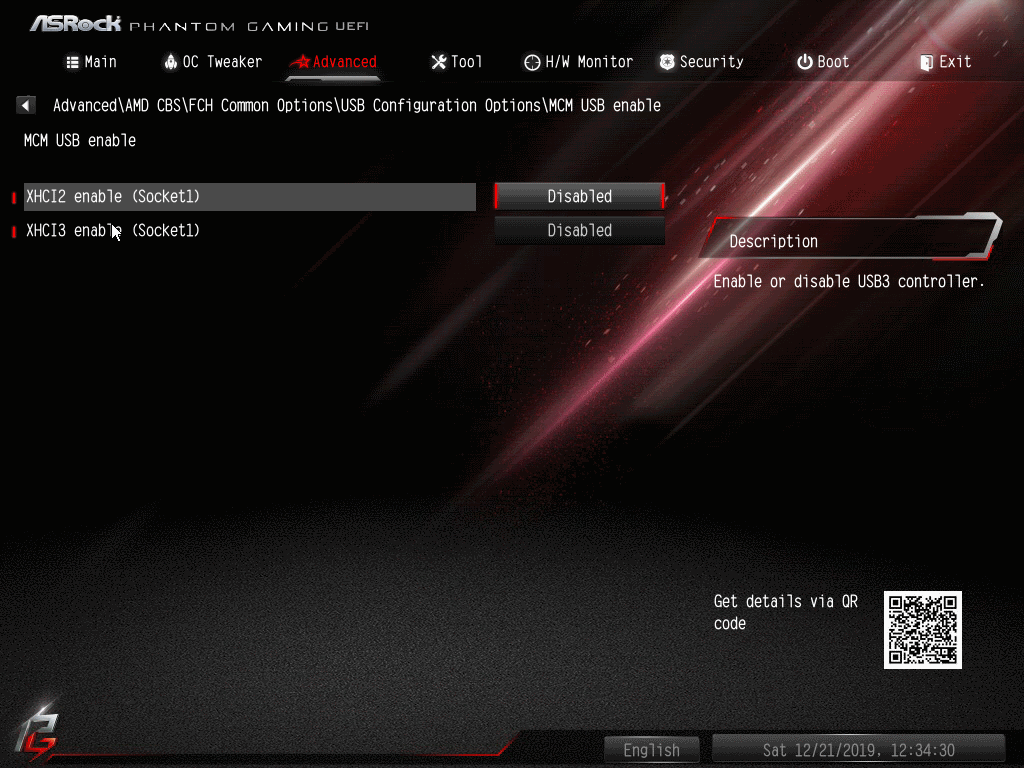 ASRock PHANTOM GAMING UEFI
Main OC Tweaker Advanced Tool H/W Monitor Security Boot Exit
Advanced\AMD CBS\FCH Common Options\USB Configuration Options\MCM USB enable
MCM USB enable
XHCI2 enable (Socket1) Disabled
XHCI3 enable (Socket1) Disabled
Description
Enable or disable USB3 controller.
Get details via QR
code
English Sat 12/21/2019, 12:34:30